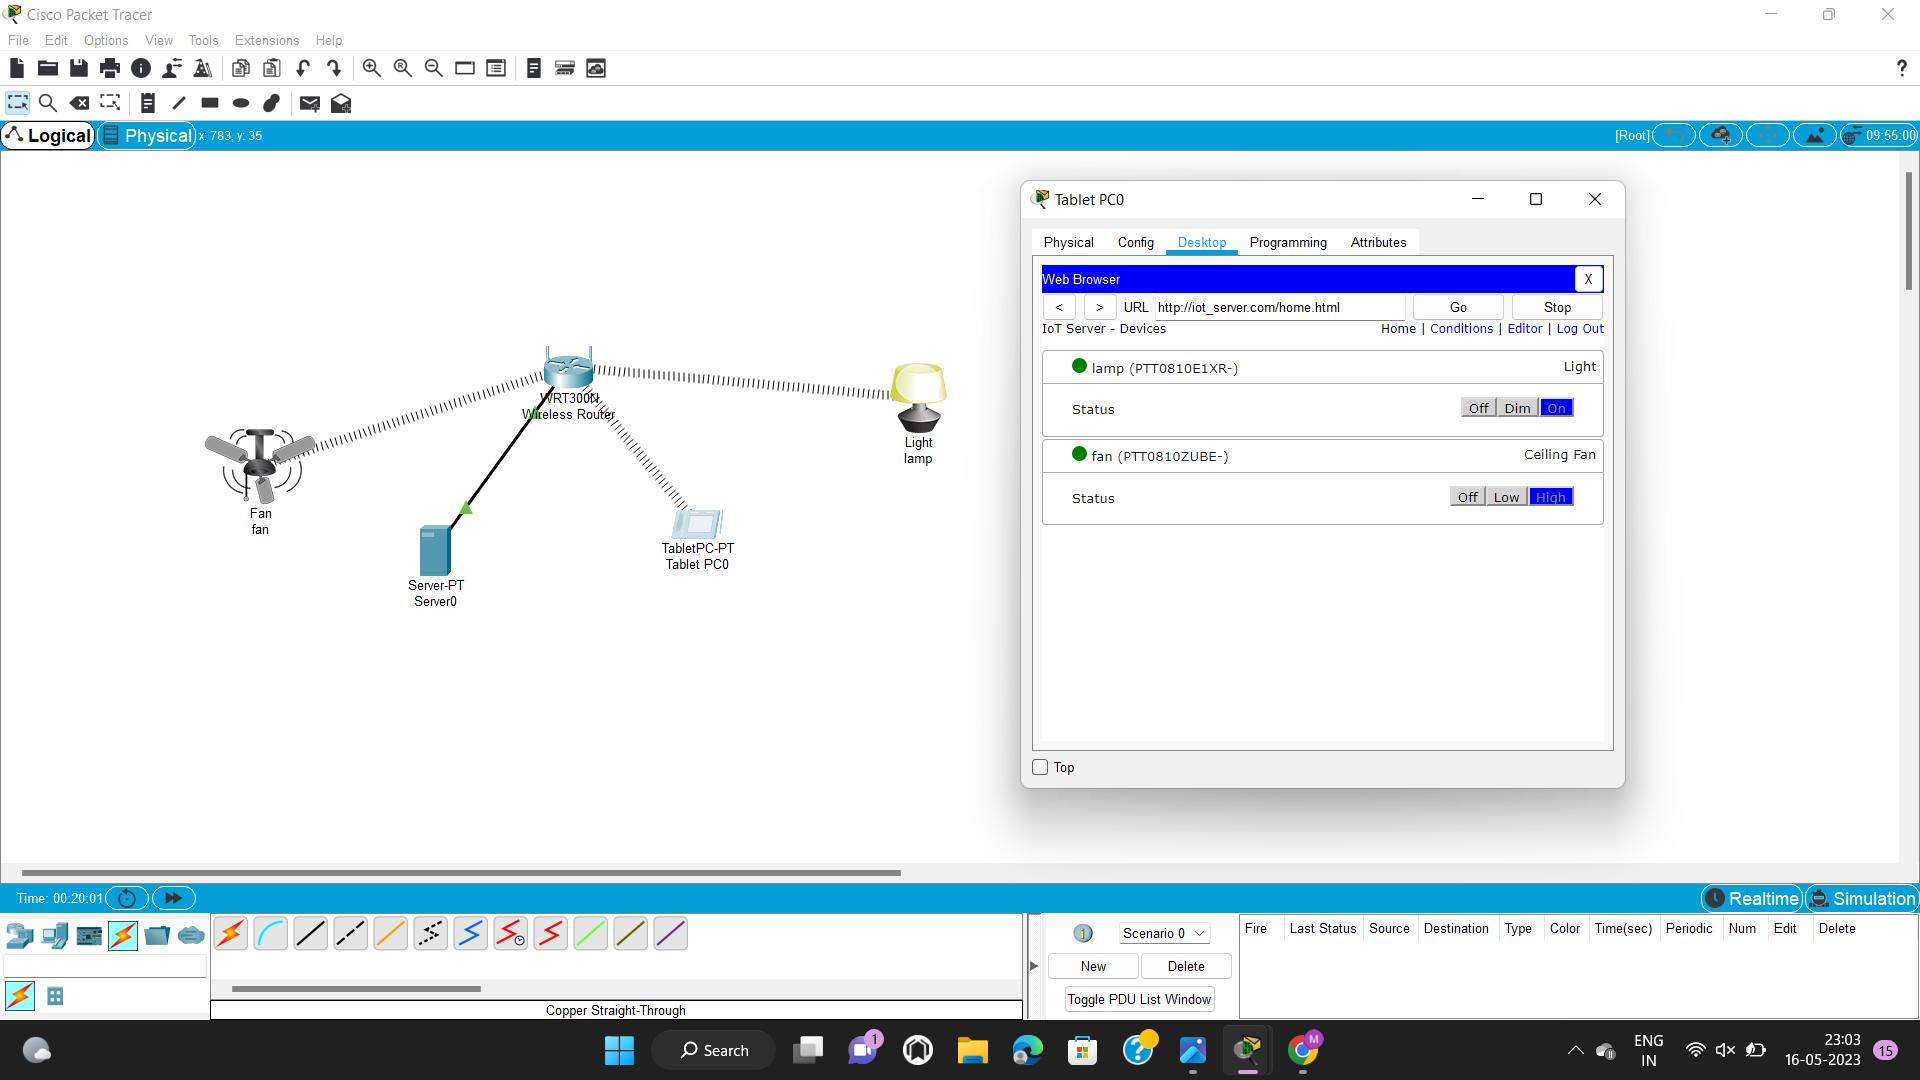 Cisco Packet Tracer
File Edit Options View Tools Extensions Help
?
Logical Physical x: 783, y: 35 [Root] 09:55:00
Tablet PC0
Physical Config Desktop Programming Attributes
Web Browser X
< > URL http://iot_server.com/home.html Go Stop
IoT Server - Devices Home | Conditions | Editor | Log Out
lamp (PTT0810E1XR-) Light
Status Off Dim On
fan (PTT0810ZUBE-) Ceiling Fan
Status Off Low High
Top
WRT300N
Wireless Router
Light
lamp
Fan
fan
TabletPC-PT
Tablet PC0
Server-PT
Server0
Time: 00:20:01 Realtime Simulation
1 Scenario 0
New Delete
Toggle PDU List Window
Fire Last Status Source Destination Type Color Time(sec) Periodic Num Edit Delete
Copper Straight-Through
Search 1 ? M
ENG
IN
23:03
16-05-2023
15